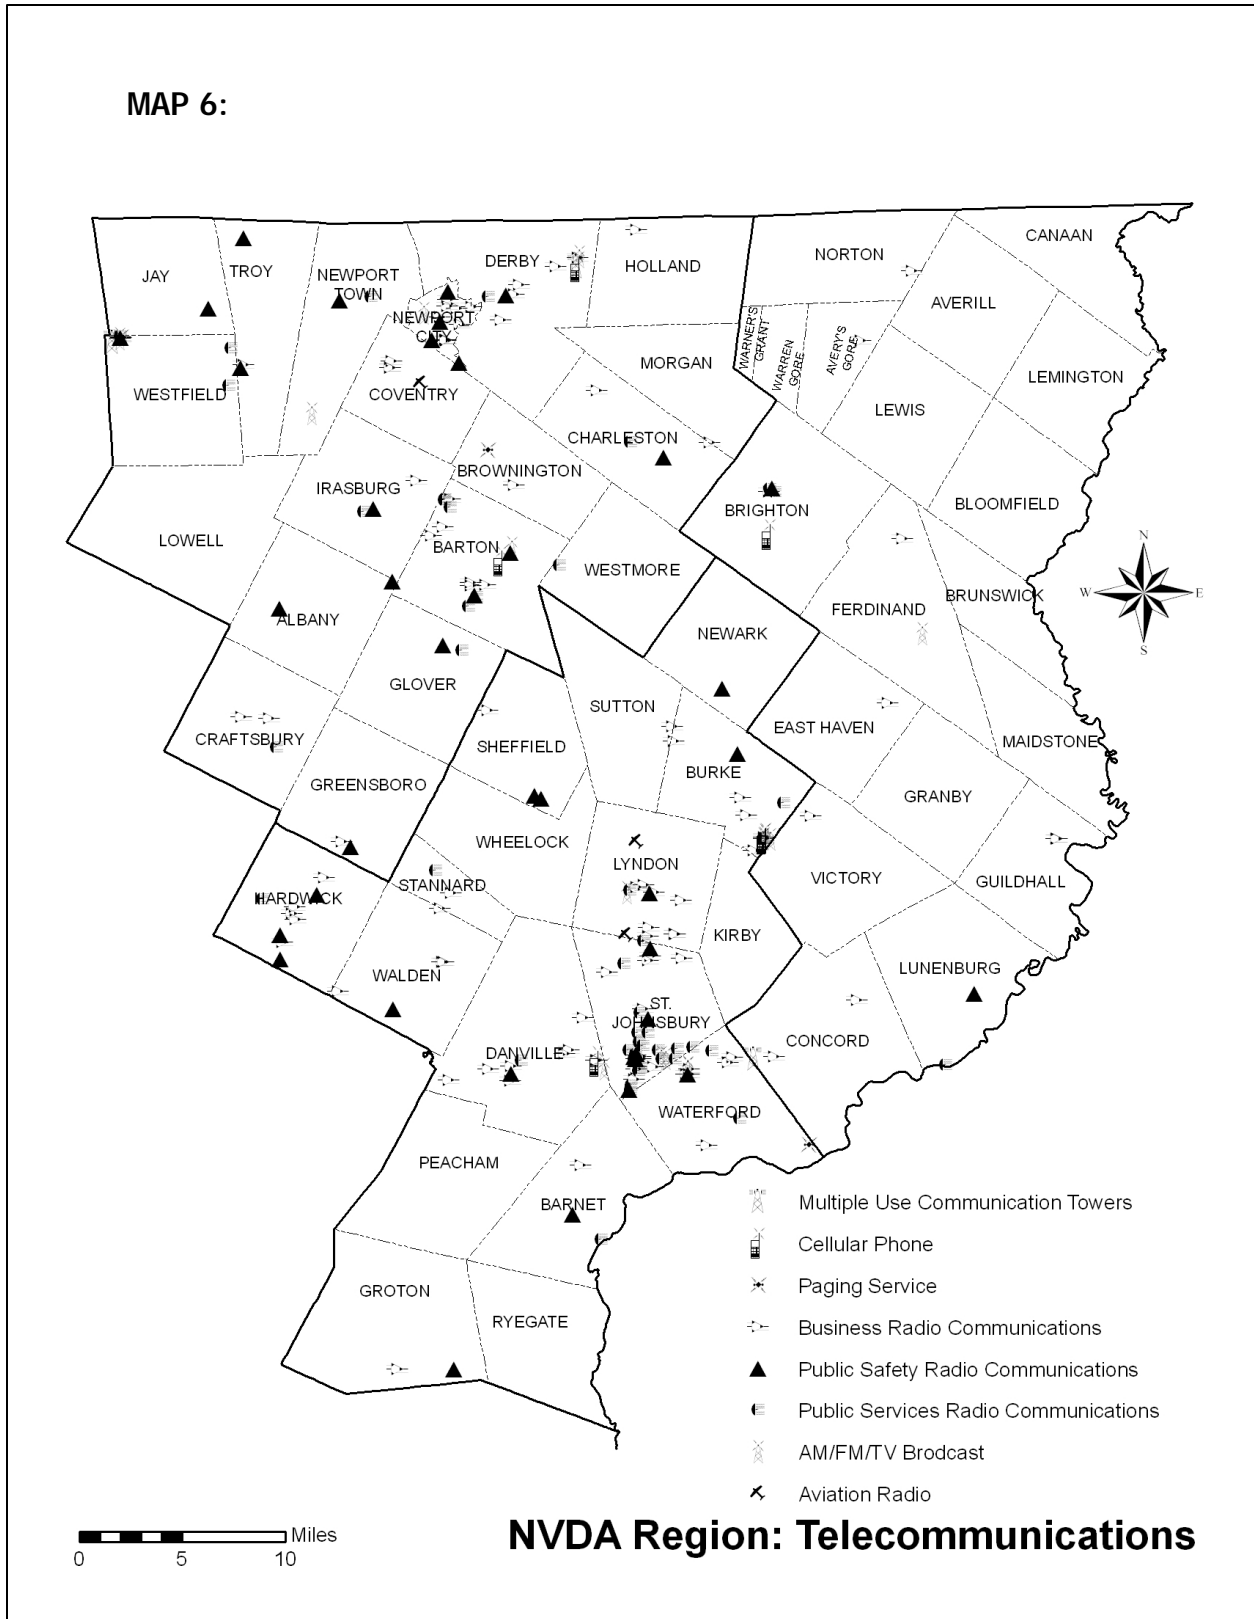 MAP 6:
CANAAN
NORTON
DERBY
HOLLAND
JAY
TROY
NEWPORT
TOWN
AVERILL
NEWPORT
CITY
WARNER'S
GRANT
WARREN
GORE
AVERY'S
GORE
MORGAN
LEMINGTON
WESTFIELD
COVENTRY
LEWIS
CHARLESTON
BROWNINGTON
IRASBURG
BLOOMFIELD
BRIGHTON
LOWELL
BARTON
WESTMORE
N
W
E
S
BRUNSWICK
FERDINAND
ALBANY
NEWARK
GLOVER
SUTTON
EAST HAVEN
CRAFTSBURY
SHEFFIELD
MAIDSTONE
BURKE
GREENSBORO
GRANBY
WHEELOCK
LYNDON
VICTORY
GUILDHALL
STANNARD
HARDWICK
KIRBY
WALDEN
LUNENBURG
ST.
JOHNSBURY
CONCORD
DANVILLE
WATERFORD
PEACHAM
BARNET
GROTON
RYEGATE
Multiple Use Communication Towers
Cellular Phone
Paging Service
Business Radio Communications
Public Safety Radio Communications
Public Services Radio Communications
AM/FM/TV Brodcast
Aviation Radio
Miles
0 5 10
NVDA Region: Telecommunications